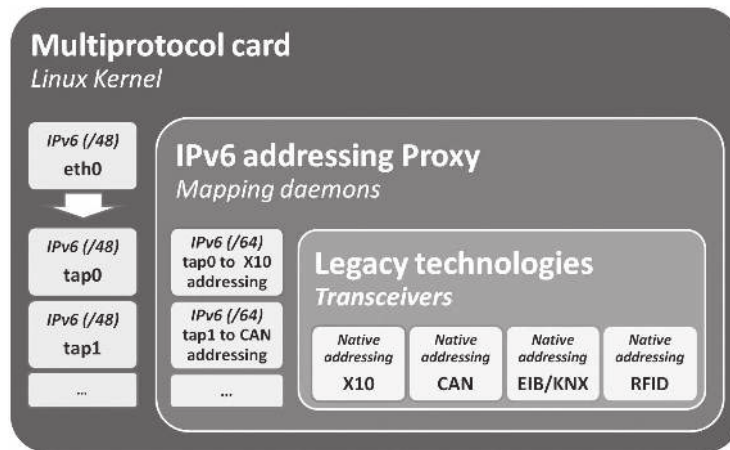 Multiprotocol card
Linux Kernel
IPv6 (/48)
eth0
IPv6 (/48)
tap0
IPv6 (/48)
tap1
...
IPv6 addressing Proxy
Mapping daemons
IPv6 (/64)
tap0 to X10
addressing
IPv6 (/64)
tap1 to CAN
addressing
...
Legacy technologies
Transceivers
Native
addressing
X10
Native
addressing
CAN
Native
addressing
EIB/KNX
Native
addressing
RFID